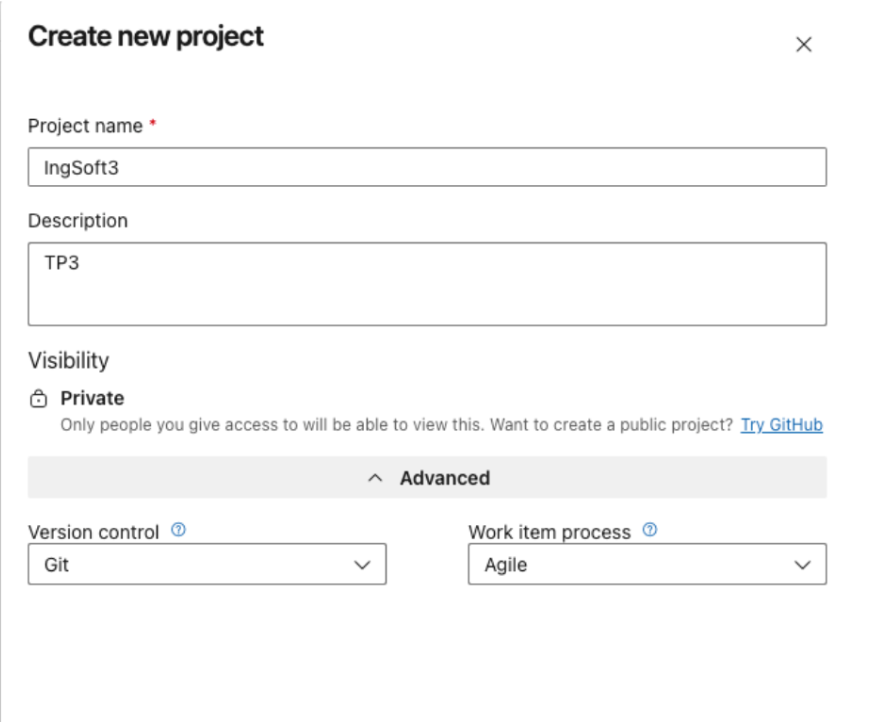 Create new project
Project name *
IngSoft3
Description
TP3
Visibility
Private
Only people you give access to will be able to view this. Want to create a public project? Try GitHub
Advanced
Version control ? Work item process ?
Git Agile